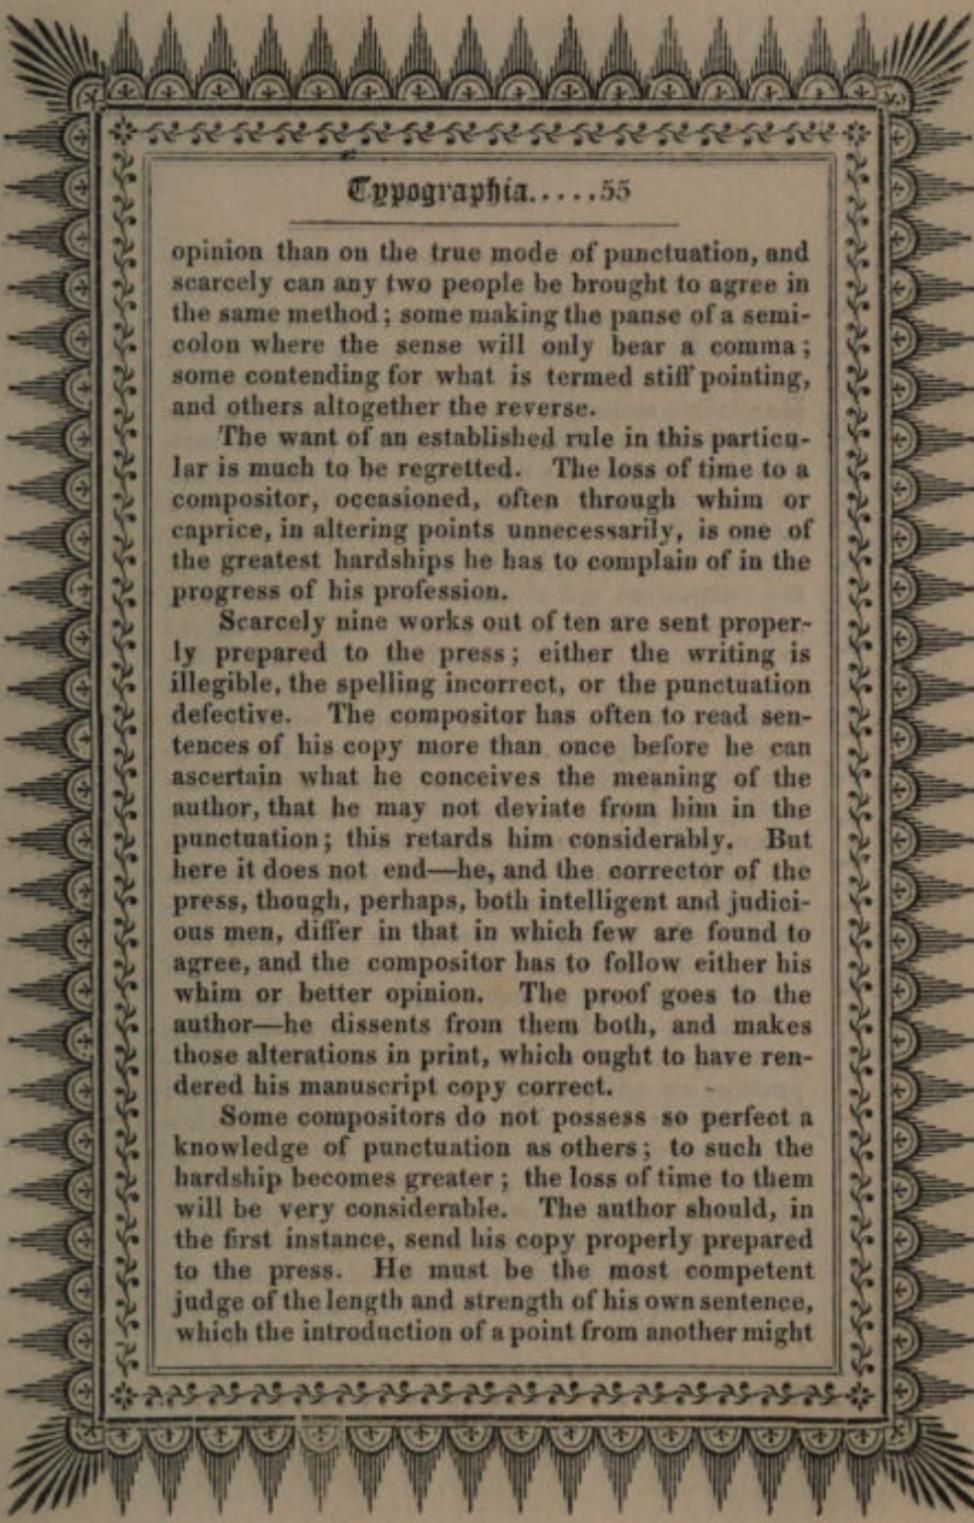 Typographia.....55
opinion than on the true mode of punctuation, and
scarcely can any two people be brought to agree in
the same method; some making the pause of a semi-
colon where the sense will only bear a comma;
some contending for what is termed stiff pointing,
and others altogether the reverse.
The want of an established rule in this particu-
lar is much to be regretted. The loss of time to a
compositor, occasioned, often through whim or
caprice, in altering points unnecessarily, is one of
the greatest hardships he has to complain of in the
progress of his profession.
Scarcely nine works out of ten are sent proper-
ly prepared to the press; either the writing is
illegible, the spelling incorrect, or the punctuation
defective. The compositor has often to read sen-
tences of his copy more than once before he can
ascertain what he conceives the meaning of the
author, that he may not deviate from him in the
punctuation; this retards him considerably. But
here it does not end—he, and the corrector of the
press, though, perhaps, both intelligent and judici-
ous men, differ in that in which few are found to
agree, and the compositor has to follow either his
whim or better opinion. The proof goes to the
author—he dissents from them both, and makes
those alterations in print, which ought to have ren-
dered his manuscript copy correct.
Some compositors do not possess so perfect a
knowledge of punctuation as others; to such the
hardship becomes greater; the loss of time to them
will be very considerable. The author should, in
the first instance, send his copy properly prepared
to the press. He must be the most competent
judge of the length and strength of his own sentence,
which the introduction of a point from another might